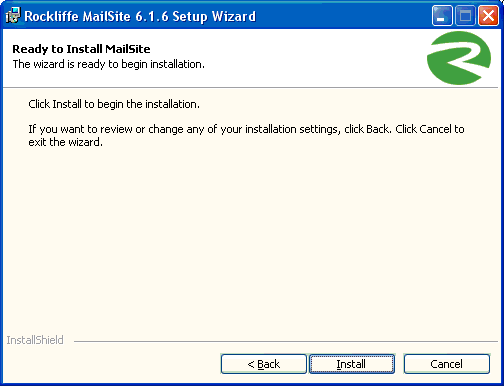 Rockliffe MailSite 6.1.6 Setup Wizard
Ready to Install MailSite
The wizard is ready to begin installation.
Click Install to begin the installation.
If you want to review or change any of your installation settings, click Back. Click Cancel to
exit the wizard.
InstallShield
< Back
Install
Cancel